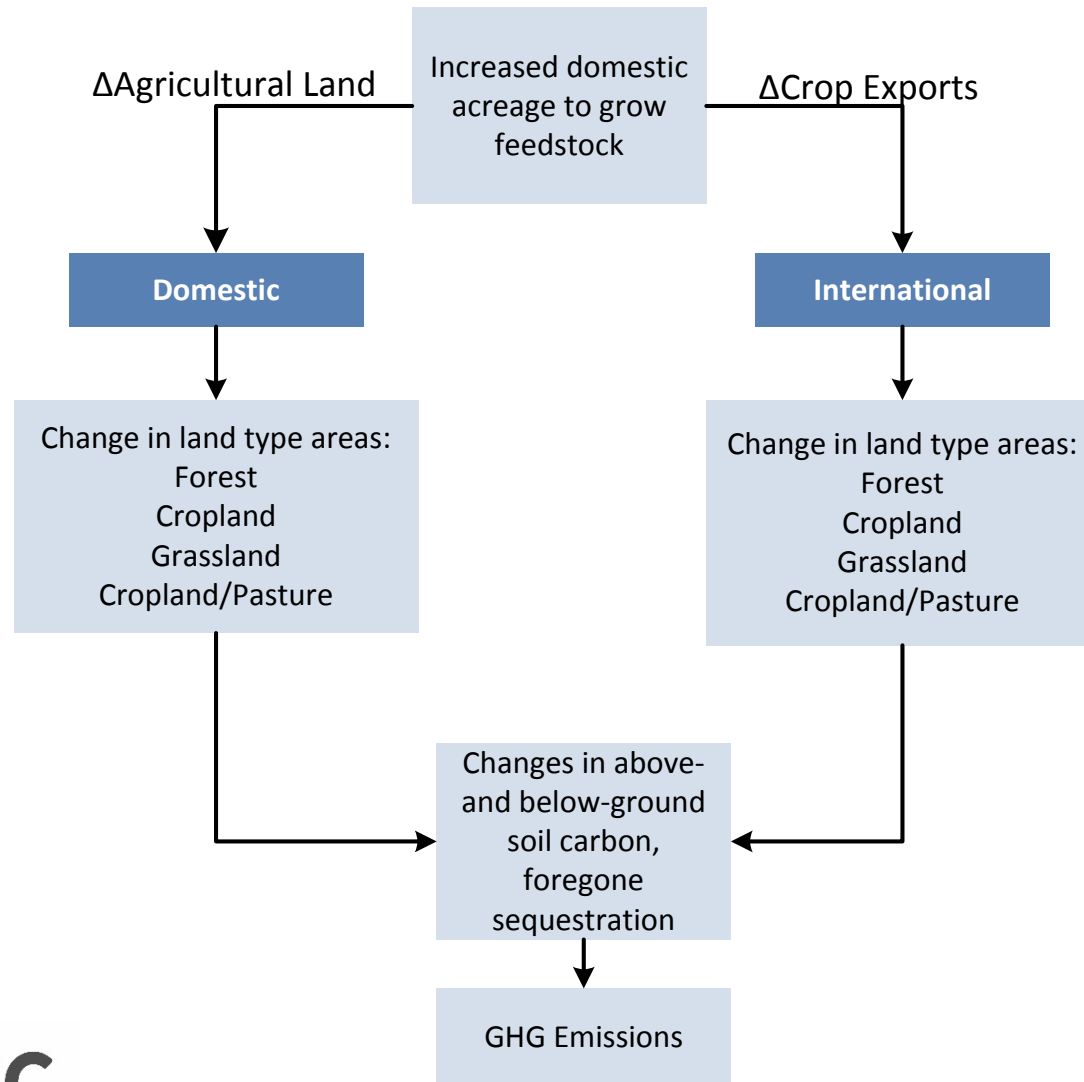 Increased domestic
acreage to grow
feedstock
ΔAgricultural Land
ΔCrop Exports
Domestic
International
Change in land type areas:
Forest
Cropland
Grassland
Cropland/Pasture
Change in land type areas:
Forest
Cropland
Grassland
Cropland/Pasture
Changes in above-
and below-ground
soil carbon,
foregone
sequestration
GHG Emissions